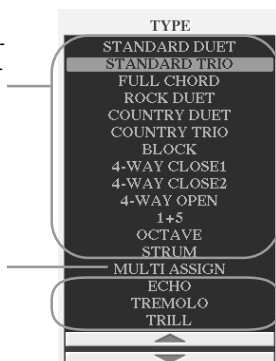 TYPE
STANDARD DUET
STANDARD TRIO
FULL CHORD
ROCK DUET
COUNTRY DUET
COUNTRY TRIO
BLOCK
4-WAY CLOSE1
4-WAY CLOSE2
4-WAY OPEN
1+5
OCTAVE
STRUM
MULTI ASSIGN
ECHO
TREMOLO
TRILL